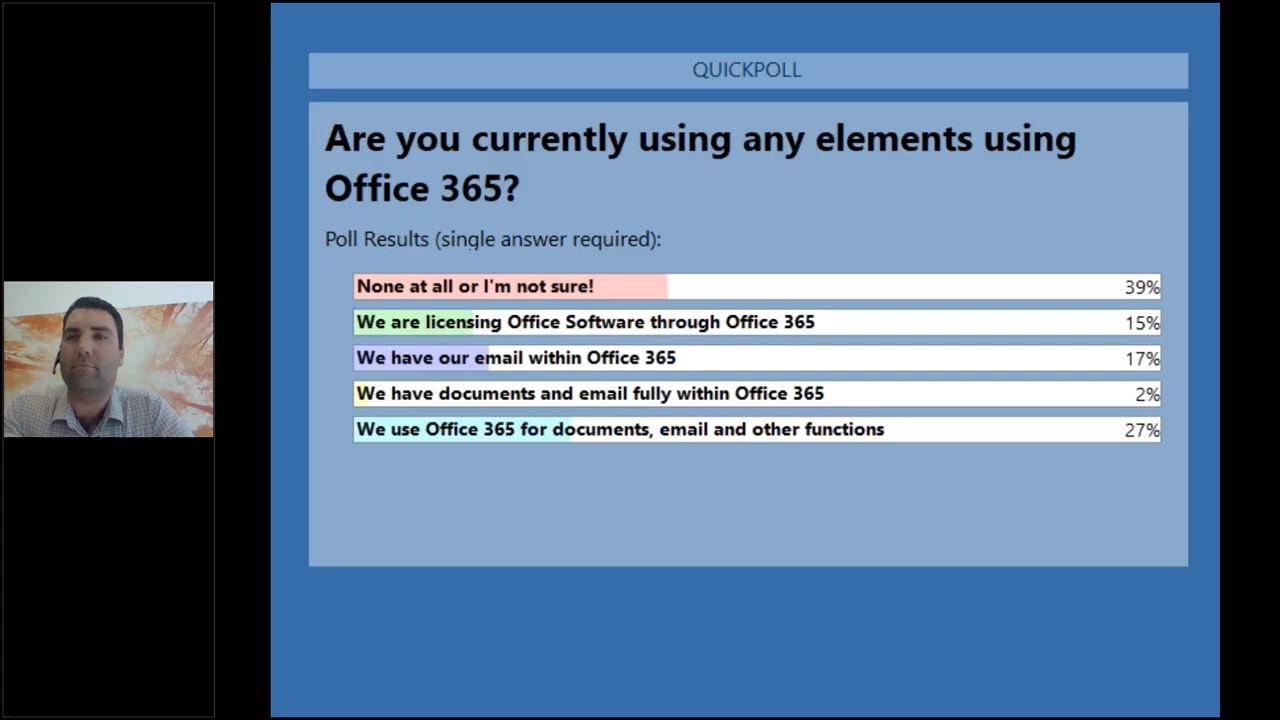 QUICKPOLL
Are you currently using any elements using
Office 365?
Poll Results (single answer required):
None at all or I'm not sure! 39%
We are licensing Office Software through Office 365 15%
We have our email within Office 365 17%
We have documents and email fully within Office 365 2%
We use Office 365 for documents, email and other functions 27%